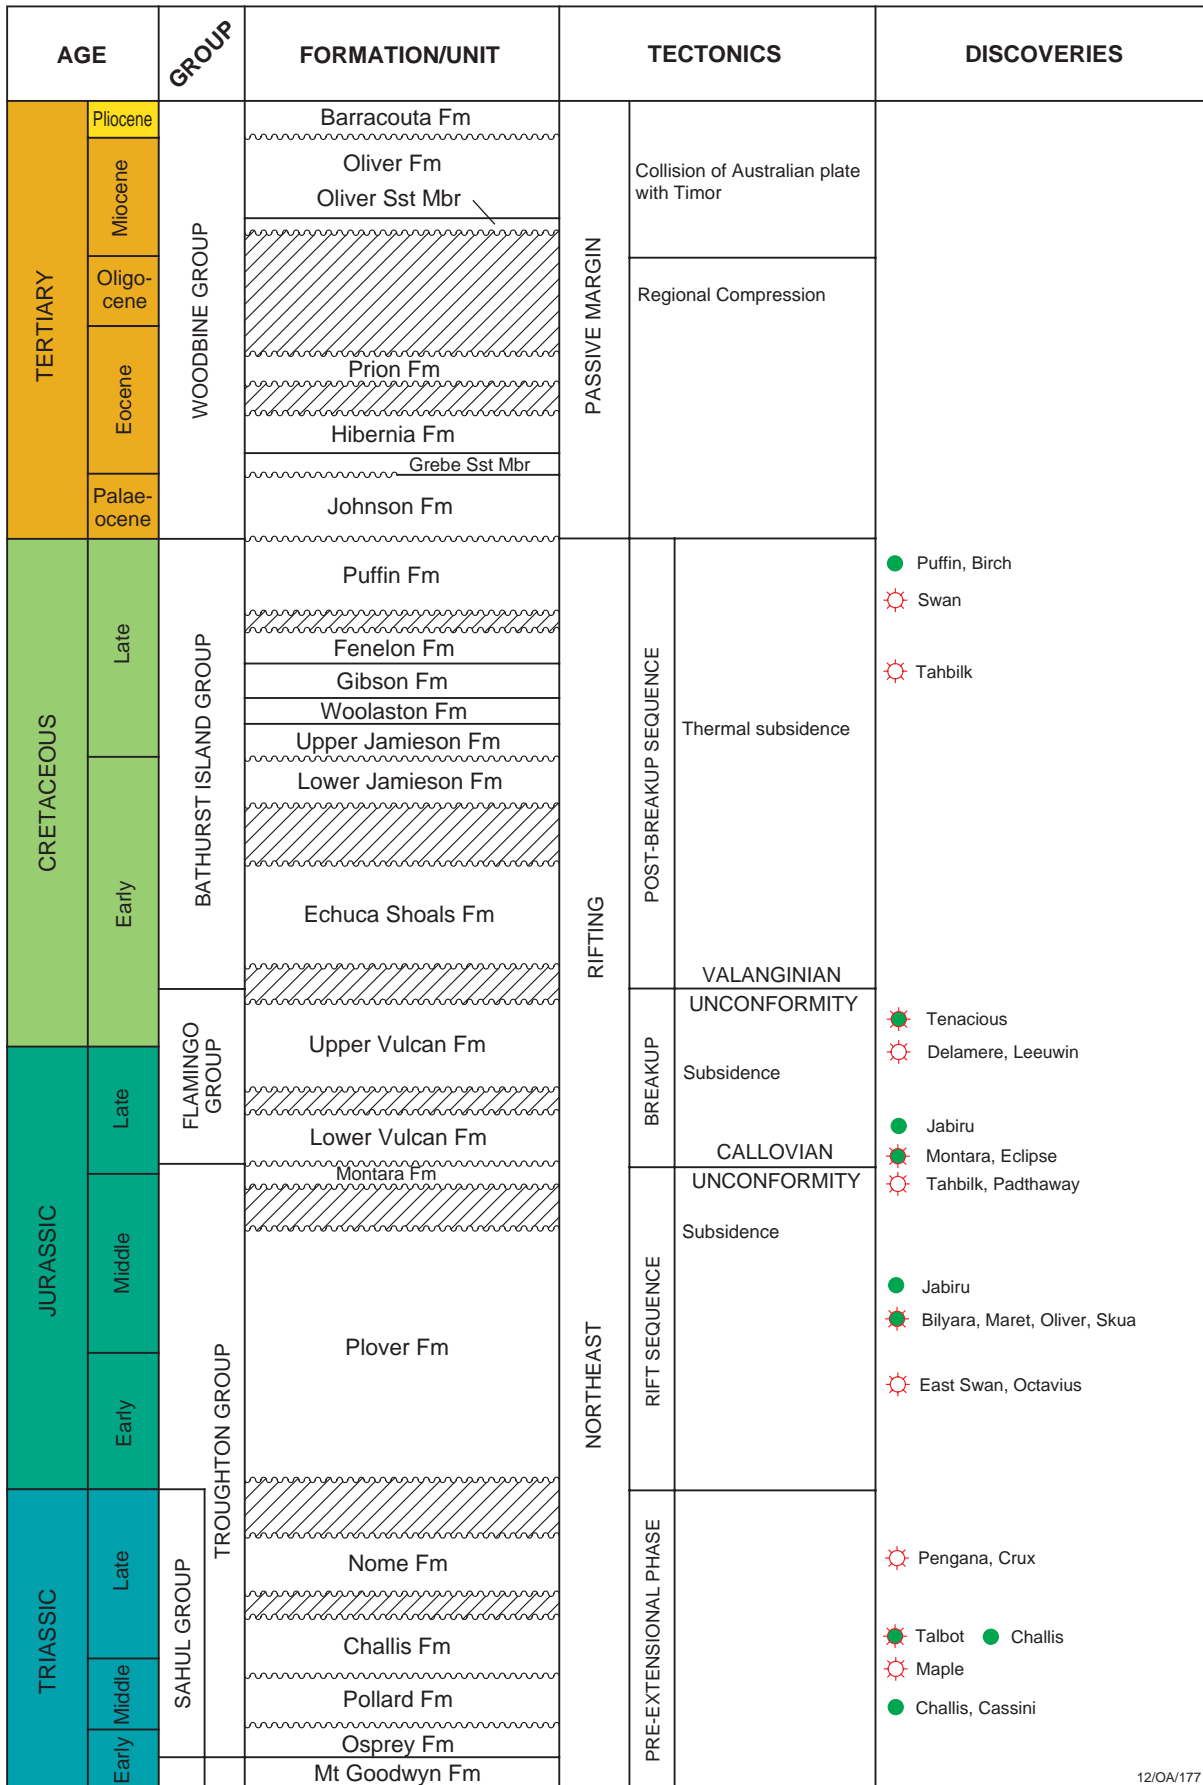 AGE
GROUP
FORMATION/UNIT
TECTONICS
DISCOVERIES
TERTIARY
Pliocene
Miocene
Oligo-
cene
Eocene
Palae-
ocene
CRETACEOUS
Late
Early
JURASSIC
Late
Middle
Early
TRIASSIC
Late
Middle
Early
WOODBINE GROUP
BATHURST ISLAND GROUP
FLAMINGO
GROUP
TROUGHTON GROUP
SAHUL GROUP
Barracouta Fm
Oliver Fm
Oliver Sst Mbr
Prion Fm
Hibernia Fm
Grebe Sst Mbr
Johnson Fm
Puffin Fm
Fenelon Fm
Gibson Fm
Woolaston Fm
Upper Jamieson Fm
Lower Jamieson Fm
Echuca Shoals Fm
Upper Vulcan Fm
Lower Vulcan Fm
Montara Fm
Plover Fm
Nome Fm
Challis Fm
Pollard Fm
Osprey Fm
Mt Goodwyn Fm
PASSIVE MARGIN
NORTHEAST RIFTING
Collision of Australian plate
with Timor
Regional Compression
POST-BREAKUP SEQUENCE
Thermal subsidence
VALANGINIAN
UNCONFORMITY
BREAKUP
Subsidence
CALLOVIAN
UNCONFORMITY
RIFT SEQUENCE
Subsidence
PRE-EXTENSIONAL PHASE
Puffin, Birch
Swan
Tahbilk
Tenacious
Delamere, Leeuwin
Jabiru
Montara, Eclipse
Tahbilk, Padthaway
Jabiru
Bilyara, Maret, Oliver, Skua
East Swan, Octavius
Pengana, Crux
Talbot Challis
Maple
Challis, Cassini
12/OA/177